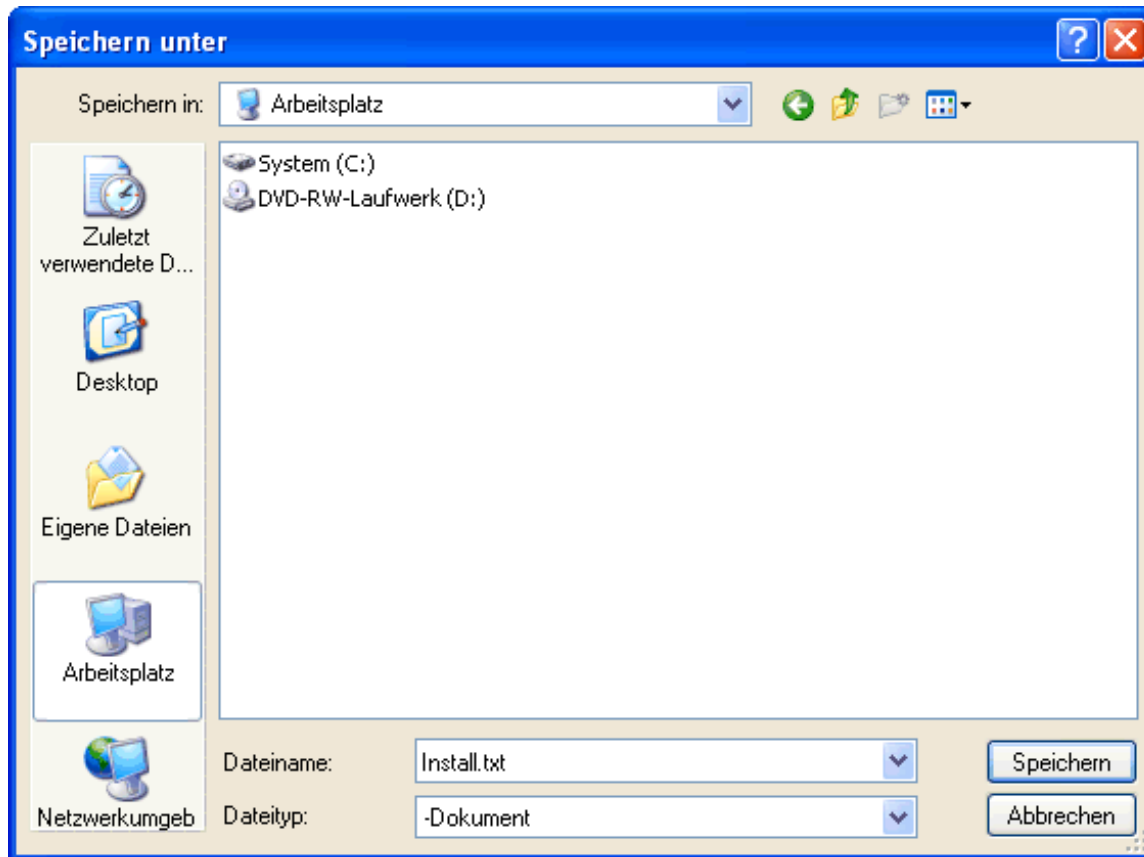 Speichern unter
Speichern in:
Arbeitsplatz
System (C:)
DVD-RW-Laufwerk (D:)
Zuletzt
verwendete D...
Desktop
Eigene Dateien
Arbeitsplatz
Netzwerkumgeb
Dateiname:
Install.txt
Speichern
Dateityp:
-Dokument
Abbrechen